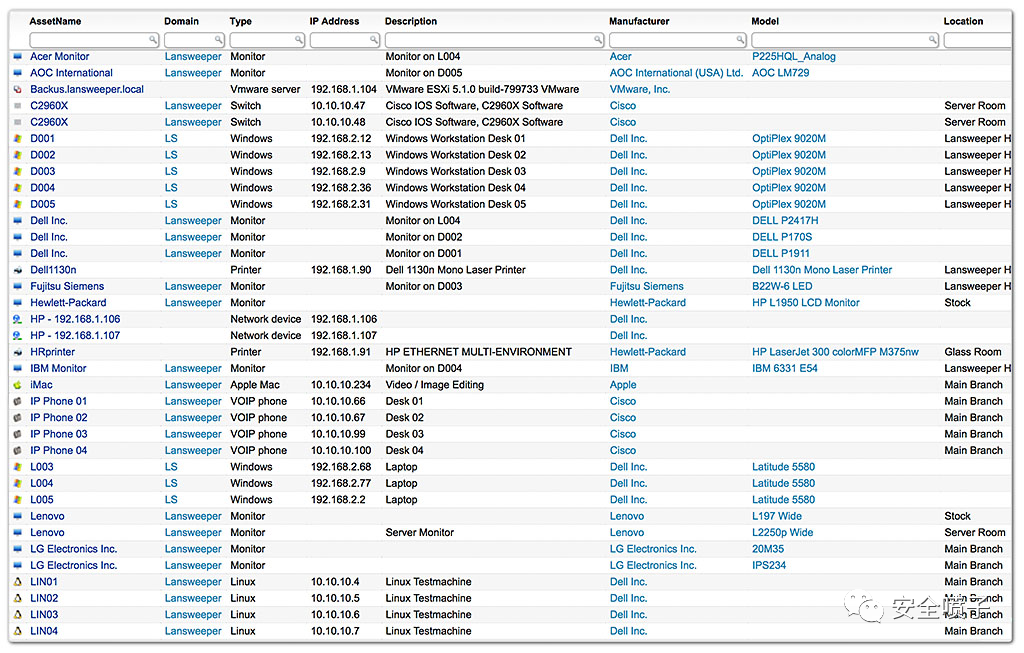 AssetName Domain Type IP Address Description Manufacturer Model Location
Acer Monitor Lansweeper Monitor Monitor on L004 Acer P225HQL_Analog
AOC International Lansweeper Monitor Monitor on D005 AOC International (USA) Ltd. AOC LM729
Backus.lansweeper.local Vmware server 192.168.1.104 VMware ESXi 5.1.0 build-799733 VMware VMware, Inc.
C2960X Lansweeper Switch 10.10.10.47 Cisco IOS Software, C2960X Software Cisco Server Room
C2960X Lansweeper Switch 10.10.10.48 Cisco IOS Software, C2960X Software Cisco Server Room
D001 LS Windows 192.168.2.12 Windows Workstation Desk 01 Dell Inc. OptiPlex 9020M Lansweeper H
D002 LS Windows 192.168.2.13 Windows Workstation Desk 02 Dell Inc. OptiPlex 9020M Lansweeper H
D003 LS Windows 192.168.2.9 Windows Workstation Desk 03 Dell Inc. OptiPlex 9020M Lansweeper H
D004 LS Windows 192.168.2.36 Windows Workstation Desk 04 Dell Inc. OptiPlex 9020M Lansweeper H
D005 LS Windows 192.168.2.31 Windows Workstation Desk 05 Dell Inc. OptiPlex 9020M Lansweeper H
Dell Inc. Lansweeper Monitor Monitor on L004 Dell Inc. DELL P2417H
Dell Inc. Lansweeper Monitor Monitor on D002 Dell Inc. DELL P170S
Dell Inc. Lansweeper Monitor Monitor on D001 Dell Inc. DELL P1911
Dell1130n Printer 192.168.1.90 Dell 1130n Mono Laser Printer Dell Inc. Dell 1130n Mono Laser Printer Lansweeper H
Fujitsu Siemens Lansweeper Monitor Monitor on D003 Fujitsu Siemens B22W-6 LED Lansweeper H
Hewlett-Packard Lansweeper Monitor Hewlett-Packard HP L1950 LCD Monitor Stock
HP - 192.168.1.106 Network device 192.168.1.106 Dell Inc.
HP - 192.168.1.107 Network device 192.168.1.107 Dell Inc.
HRprinter Printer 192.168.1.91 HP ETHERNET MULTI-ENVIRONMENT Hewlett-Packard HP LaserJet 300 colorMFP M375nw Glass Room
IBM Monitor Lansweeper Monitor Monitor on D004 IBM IBM 6331 E54 Lansweeper H
iMac Lansweeper Apple Mac 10.10.10.234 Video / Image Editing Apple Main Branch
IP Phone 01 Lansweeper VOIP phone 10.10.10.66 Desk 01 Cisco Main Branch
IP Phone 02 Lansweeper VOIP phone 10.10.10.67 Desk 02 Cisco Main Branch
IP Phone 03 Lansweeper VOIP phone 10.10.10.99 Desk 03 Cisco Main Branch
IP Phone 04 Lansweeper VOIP phone 10.10.10.100 Desk 04 Cisco Main Branch
L003 LS Windows 192.168.2.68 Laptop Dell Inc. Latitude 5580
L004 LS Windows 192.168.2.77 Laptop Dell Inc. Latitude 5580
L005 LS Windows 192.168.2.2 Laptop Dell Inc. Latitude 5580
Lenovo Lansweeper Monitor Lenovo L197 Wide Stock
Lenovo Lansweeper Monitor Server Monitor Lenovo L2250p Wide Server Room
LG Electronics Inc. Lansweeper Monitor LG Electronics Inc. 20M35 Main Branch
LG Electronics Inc. Lansweeper Monitor LG Electronics Inc. IPS234 Main Branch
LIN01 Lansweeper Linux 10.10.10.4 Linux Testmachine Dell Inc. Main Branch
LIN02 Lansweeper Linux 10.10.10.5 Linux Testmachine Dell Inc. Main Branch
LIN03 Lansweeper Linux 10.10.10.6 Linux Testmachine Dell Inc. Main Branch
LIN04 Lansweeper Linux 10.10.10.7 Linux Testmachine Dell Inc. Main Branch
安全喷子